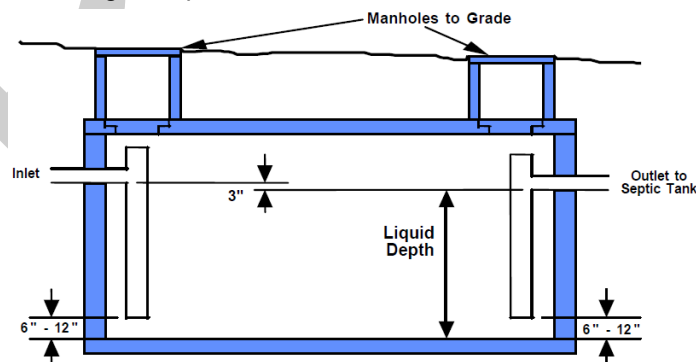 Manholes to Grade
Inlet
3"
Outlet to
Septic Tank
Liquid
Depth
6" - 12"
6" - 12"